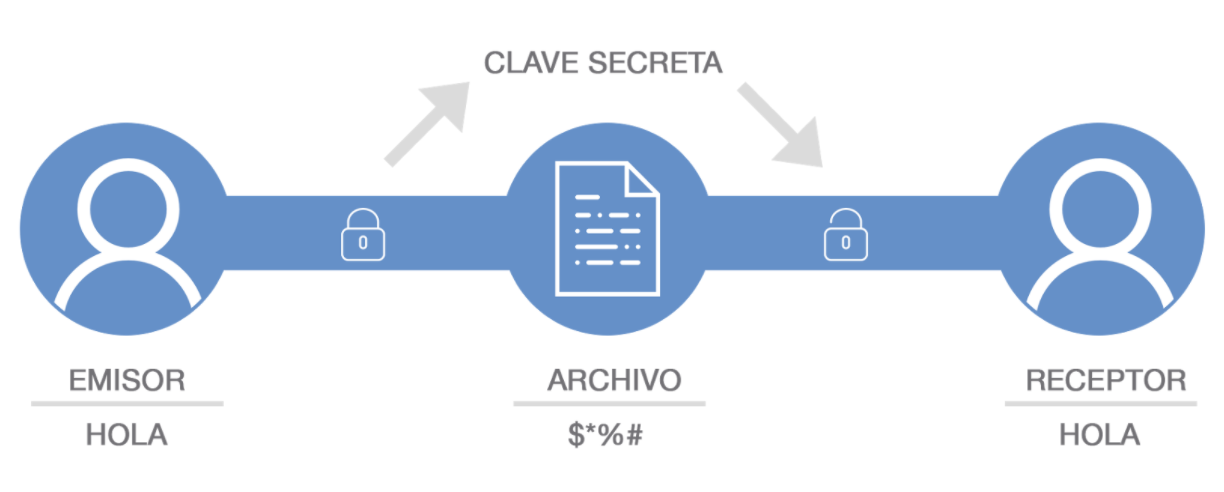 CLAVE SECRETA
EMISOR
HOLA
ARCHIVO
$*%#
RECEPTOR
HOLA